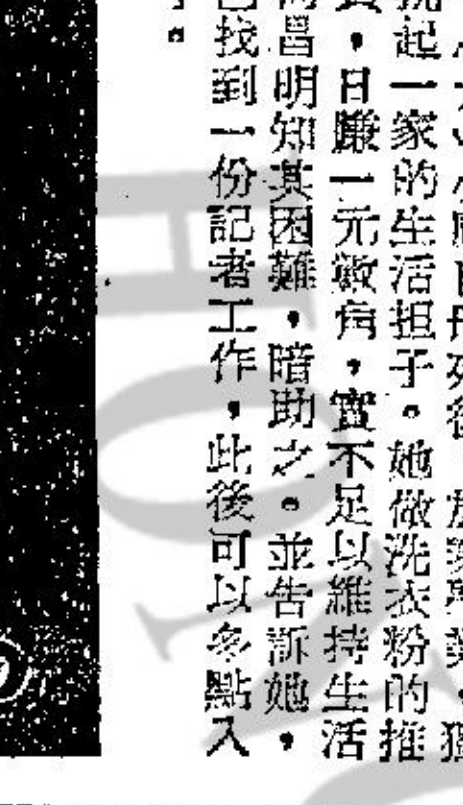 挑起一家的生活担子。她做洗衣粉的推
,日賺一元數角,實不足以維持生活
昌明知其困難,暗助之。並告訴她,
找到一份記者工作,此後可以多點入
。